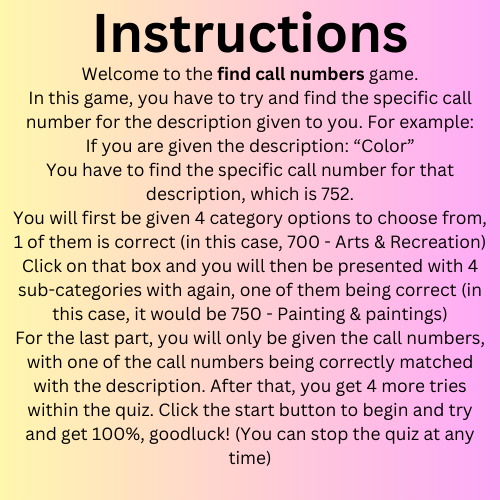 Instructions
Welcome to the find call numbers game.
In this game, you have to try and find the specific call
number for the description given to you. For example:
If you are given the description: “Color”
You have to find the specific call number for that
description, which is 752.
You will first be given 4 category options to choose from,
1 of them is correct (in this case, 700 - Arts & Recreation)
Click on that box and you will then be presented with 4
sub-categories with again, one of them being correct (in
this case, it would be 750 - Painting & paintings)
For the last part, you will only be given the call numbers,
with one of the call numbers being correctly matched
with the description. After that, you get 4 more tries
within the quiz. Click the start button to begin and try
and get 100%, goodluck! (You can stop the quiz at any
time)